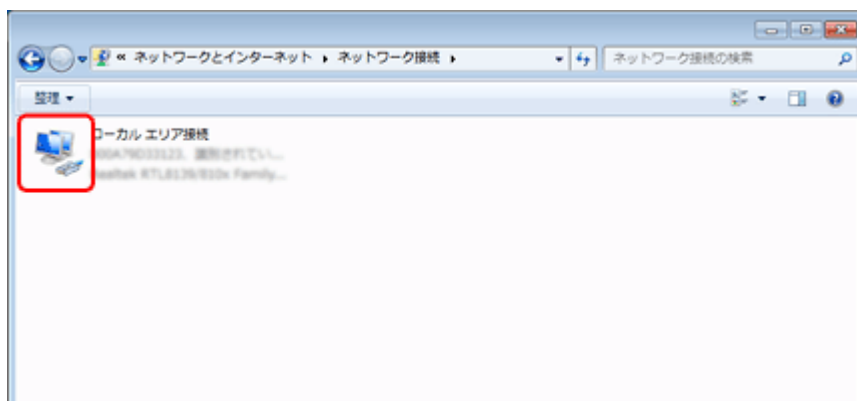 « ネットワークとインターネット ▸ ネットワーク接続 ▸
ネットワーク接続の検索
整理 ▼
ローカル エリア接続
Realtek RTL8139/810x Family...